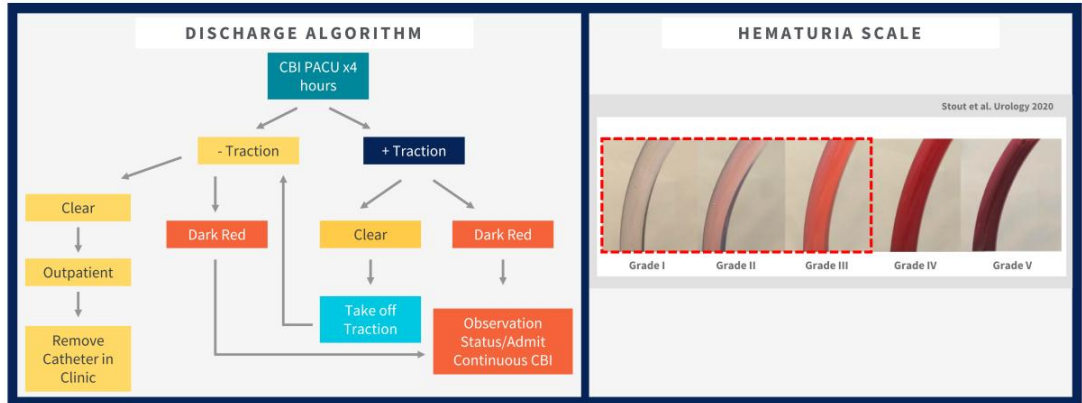 DISCHARGE ALGORITHM
CBI PACU x4
hours
- Traction
+ Traction
Clear
Dark Red
Clear
Dark Red
Outpatient
Take off
Traction
Observation
Status/Admit
Continuous CBI
Remove
Catheter in
Clinic
HEMATURIA SCALE
Stout et al. Urology 2020
Grade I
Grade II
Grade III
Grade IV
Grade V